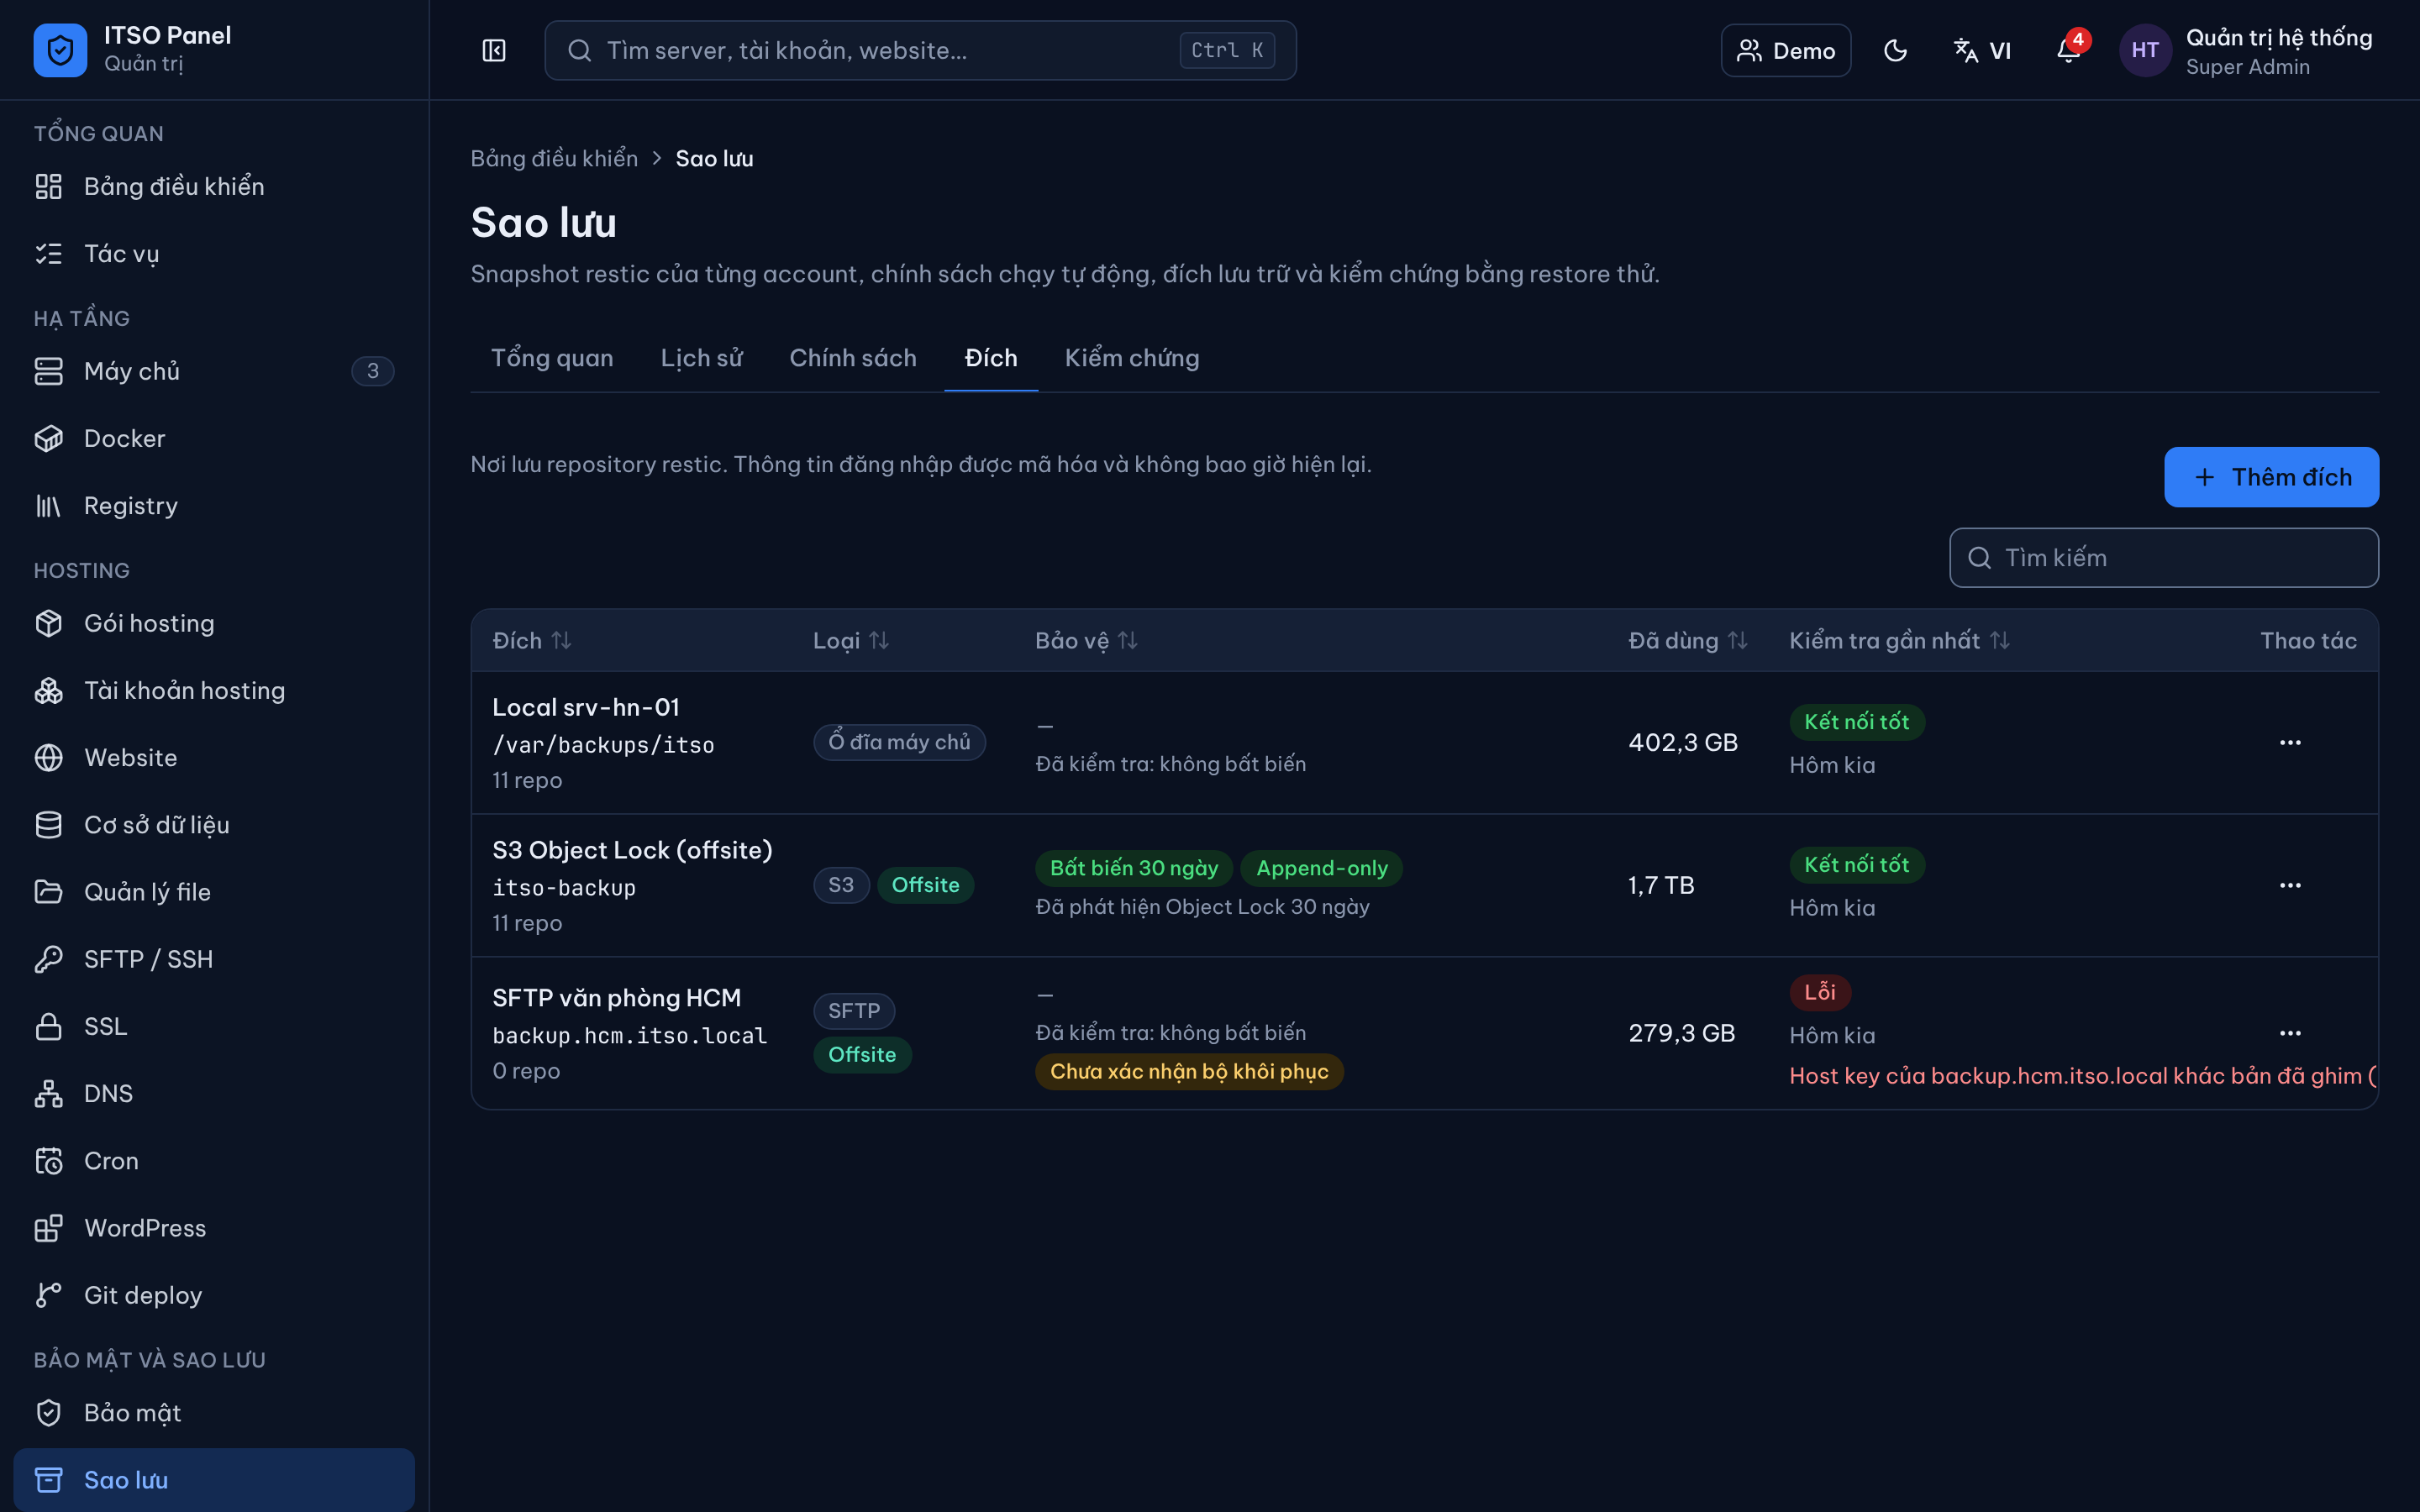 ITSO Panel
Quản trị
Tìm server, tài khoản, website...
Ctrl K
Demo
VI
4
HT
Quản trị hệ thống
Super Admin
TỔNG QUAN
Bảng điều khiển
Tác vụ
HẠ TẦNG
Máy chủ
3
Docker
Registry
HOSTING
Gói hosting
Tài khoản hosting
Website
Cơ sở dữ liệu
Quản lý file
SFTP / SSH
SSL
DNS
Cron
WordPress
Git deploy
BẢO MẬT VÀ SAO LƯU
Bảo mật
Sao lưu
Bảng điều khiển > Sao lưu
Sao lưu
Snapshot restic của từng account, chính sách chạy tự động, đích lưu trữ và kiểm chứng bằng restore thử.
Tổng quan Lịch sử Chính sách Đích Kiểm chứng
Nơi lưu repository restic. Thông tin đăng nhập được mã hóa và không bao giờ hiện lại.
+ Thêm đích
Tìm kiếm
Đích Loại Bảo vệ Đã dùng Kiểm tra gần nhất Thao tác
Local srv-hn-01
/var/backups/itso
11 repo
Ổ đĩa máy chủ
—
Đã kiểm tra: không bất biến
402,3 GB
Kết nối tốt
Hôm kia
S3 Object Lock (offsite)
itso-backup
11 repo
S3 Offsite
Bất biến 30 ngày Append-only
Đã phát hiện Object Lock 30 ngày
1,7 TB
Kết nối tốt
Hôm kia
SFTP văn phòng HCM
backup.hcm.itso.local
0 repo
SFTP
Offsite
—
Đã kiểm tra: không bất biến
Chưa xác nhận bộ khôi phục
279,3 GB
Lỗi
Hôm kia
Host key của backup.hcm.itso.local khác bản đã ghim (